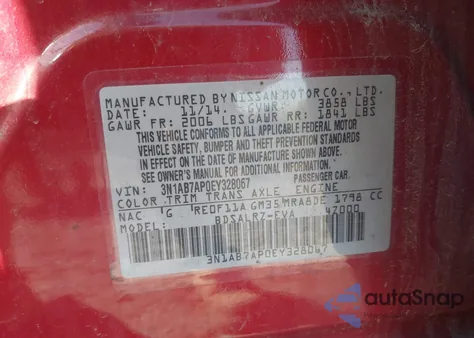 MANUFACTURED BY NISSAN MOTOR CO., LTD.
DATE: 11/14 GVWR: 3858 LBS
GAWR FR: 2006 LBS GAWR RR: 1841 LBS
THIS VEHICLE CONFORMS TO ALL APPLICABLE FEDERAL MOTOR
VEHICLE SAFETY, BUMPER AND THEFT PREVENTION STANDARDS
IN EFFECT ON THE DATE OF MANUFACTURE SHOWN ABOVE.
SEE OWNER'S MANUAL FOR ADDITIONAL INFORMATION.
VIN: 3N1AB7AP0EY328067 PASSENGER CAR.
COLOR TRIM TRANS AXLE ENGINE
NAC G RE0F11A GM35 MRA8DE 1798 CC
MODEL: BDSALR7-EVA 47000
3N1AB7AP0EY328067
autoSnap